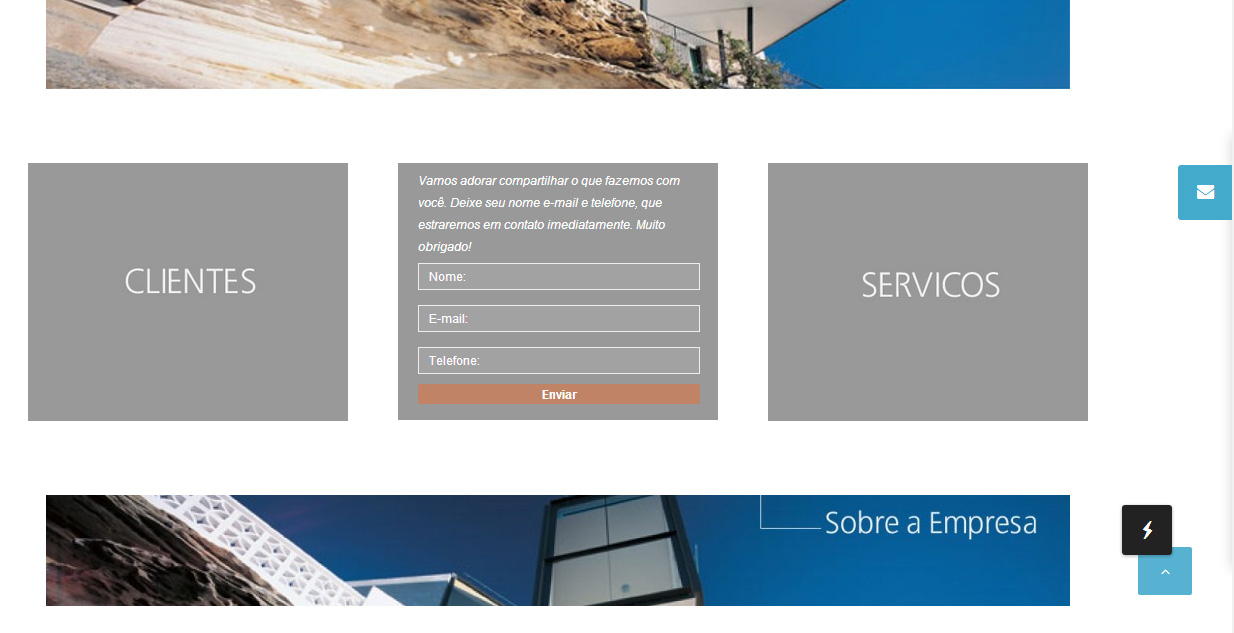 CLIENTES
Vamos adorar compartilhar o que fazemos com
você. Deixe seu nome e-mail e telefone, que
estraremos em contato imediatamente. Muito
obrigado!
Nome:
E-mail:
Telefone:
Enviar
SERVICOS
Sobre a Empresa